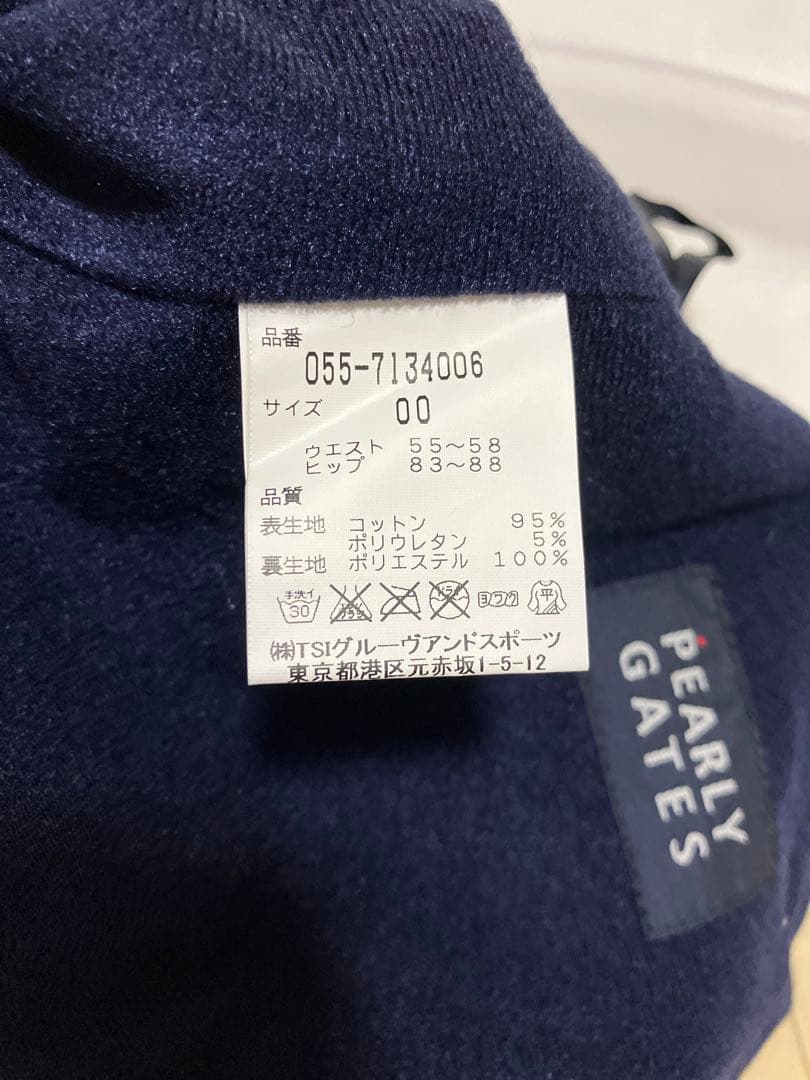 品番
055-7134006
サイズ 00
ウエスト 55~58
ヒップ 83~88
品質
表生地 コットン 95%
ポリウレタン 5%
裏生地 ポリエステル 100%
手洗イ 30 ヨワク 平
㈱TSIグルーヴアンドスポーツ
東京都港区元赤坂1-5-12
PEARLY
GATES